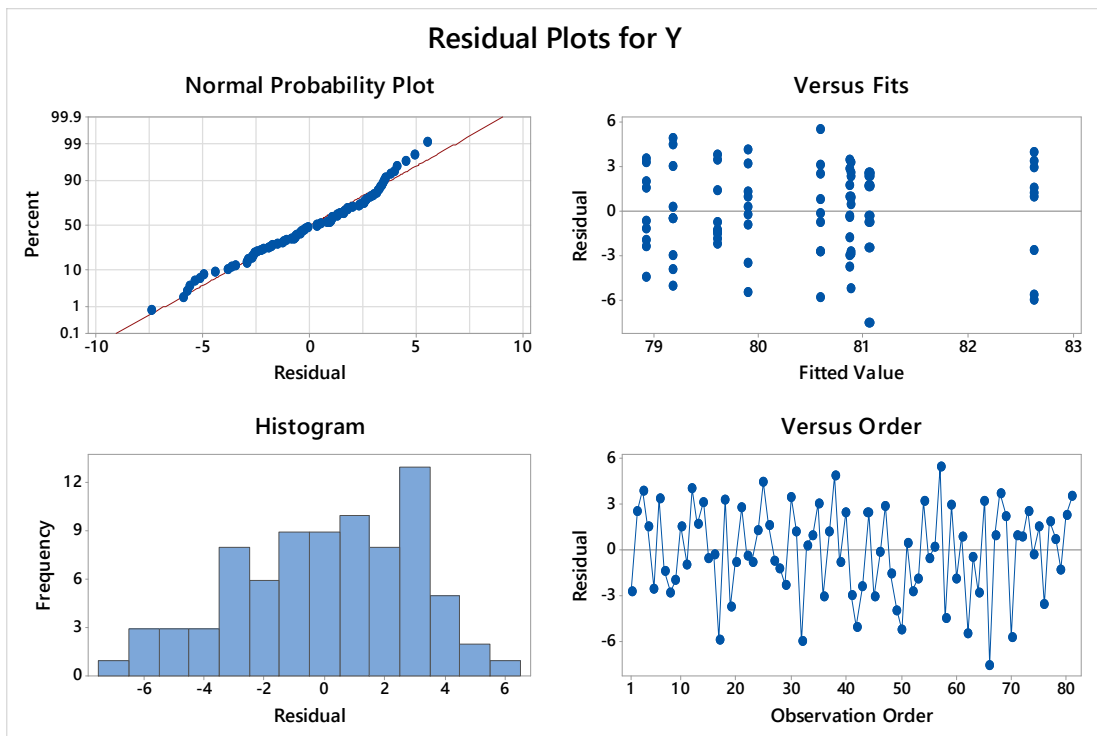 Residual Plots for Y
Normal Probability Plot
99.9
99
90
50
10
1
0.1
Percent
-10 -5 0 5 10
Residual
Versus Fits
6
3
0
-3
-6
Residual
79 80 81 82 83
Fitted Value
Histogram
12
9
6
3
0
Frequency
-6 -4 -2 0 2 4 6
Residual
Versus Order
6
3
0
-3
-6
Residual
1 10 20 30 40 50 60 70 80
Observation Order